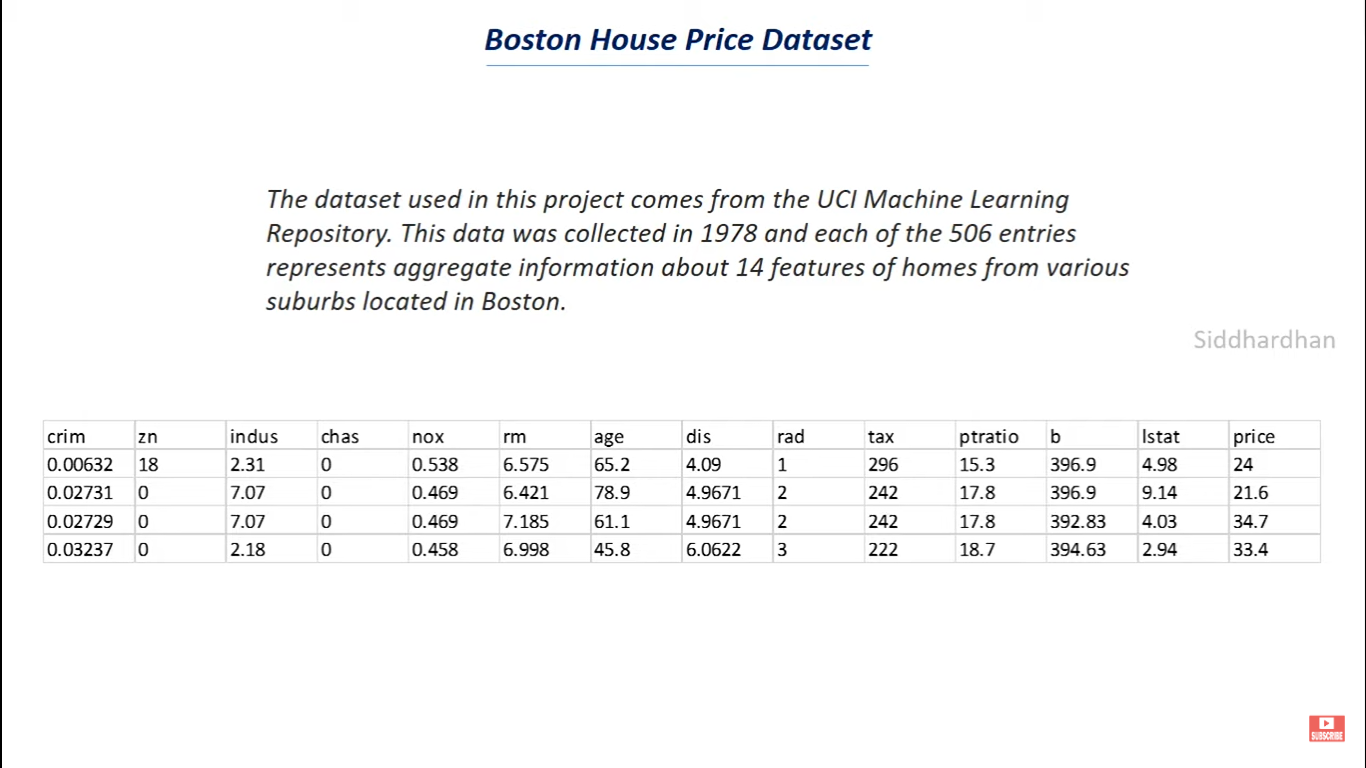 Boston House Price Dataset
The dataset used in this project comes from the UCI Machine Learning
Repository. This data was collected in 1978 and each of the 506 entries
represents aggregate information about 14 features of homes from various
suburbs located in Boston.
Siddhardhan
crim zn indus chas nox rm age dis rad tax ptratio b lstat price
0.00632 18 2.31 0 0.538 6.575 65.2 4.09 1 296 15.3 396.9 4.98 24
0.02731 0 7.07 0 0.469 6.421 78.9 4.9671 2 242 17.8 396.9 9.14 21.6
0.02729 0 7.07 0 0.469 7.185 61.1 4.9671 2 242 17.8 392.83 4.03 34.7
0.03237 0 2.18 0 0.458 6.998 45.8 6.0622 3 222 18.7 394.63 2.94 33.4
SUBSCRIBE